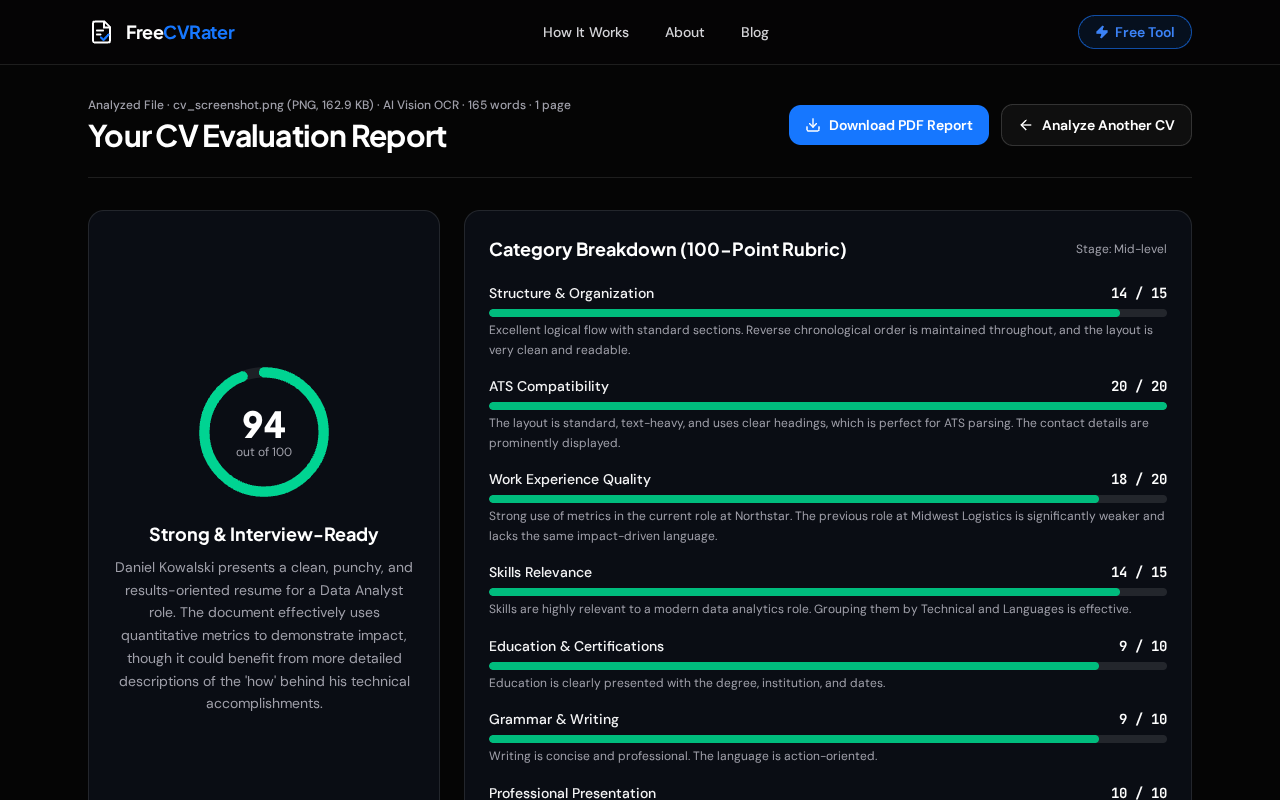 FreeCVRater
How It Works
About
Blog
Free Tool
Analyzed File · cv_screenshot.png (PNG, 162.9 KB) · AI Vision OCR · 165 words · 1 page
Your CV Evaluation Report
Download PDF Report
Analyze Another CV
94
out of 100
Strong & Interview-Ready
Daniel Kowalski presents a clean, punchy, and
results-oriented resume for a Data Analyst
role. The document effectively uses
quantitative metrics to demonstrate impact,
though it could benefit from more detailed
descriptions of the 'how' behind his technical
accomplishments.
Category Breakdown (100-Point Rubric)
Stage: Mid-level
Structure & Organization 14 / 15
Excellent logical flow with standard sections. Reverse chronological order is maintained throughout, and the layout is
very clean and readable.
ATS Compatibility 20 / 20
The layout is standard, text-heavy, and uses clear headings, which is perfect for ATS parsing. The contact details are
prominently displayed.
Work Experience Quality 18 / 20
Strong use of metrics in the current role at Northstar. The previous role at Midwest Logistics is significantly weaker and
lacks the same impact-driven language.
Skills Relevance 14 / 15
Skills are highly relevant to a modern data analytics role. Grouping them by Technical and Languages is effective.
Education & Certifications 9 / 10
Education is clearly presented with the degree, institution, and dates.
Grammar & Writing 9 / 10
Writing is concise and professional. The language is action-oriented.
Professional Presentation 10 / 10